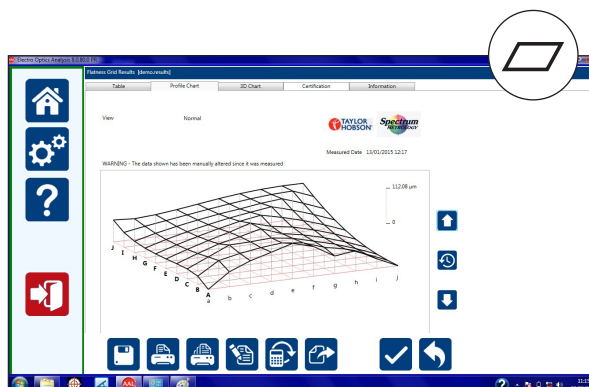 Electro Optics Analysis
Flatness Grid Results [demo.results]
Table Profile Chart 3D Chart Certification Information
View Normal
TAYLOR HOBSON
Spectrum METROLOGY
Measured Date 13/01/2015 12:17
WARNING - The data shown has been manually altered since it was measured
112.08 µm
0
J
I
H
G
F
E
D
C
B
A
a b c d e f g h i j
?
AAL
?